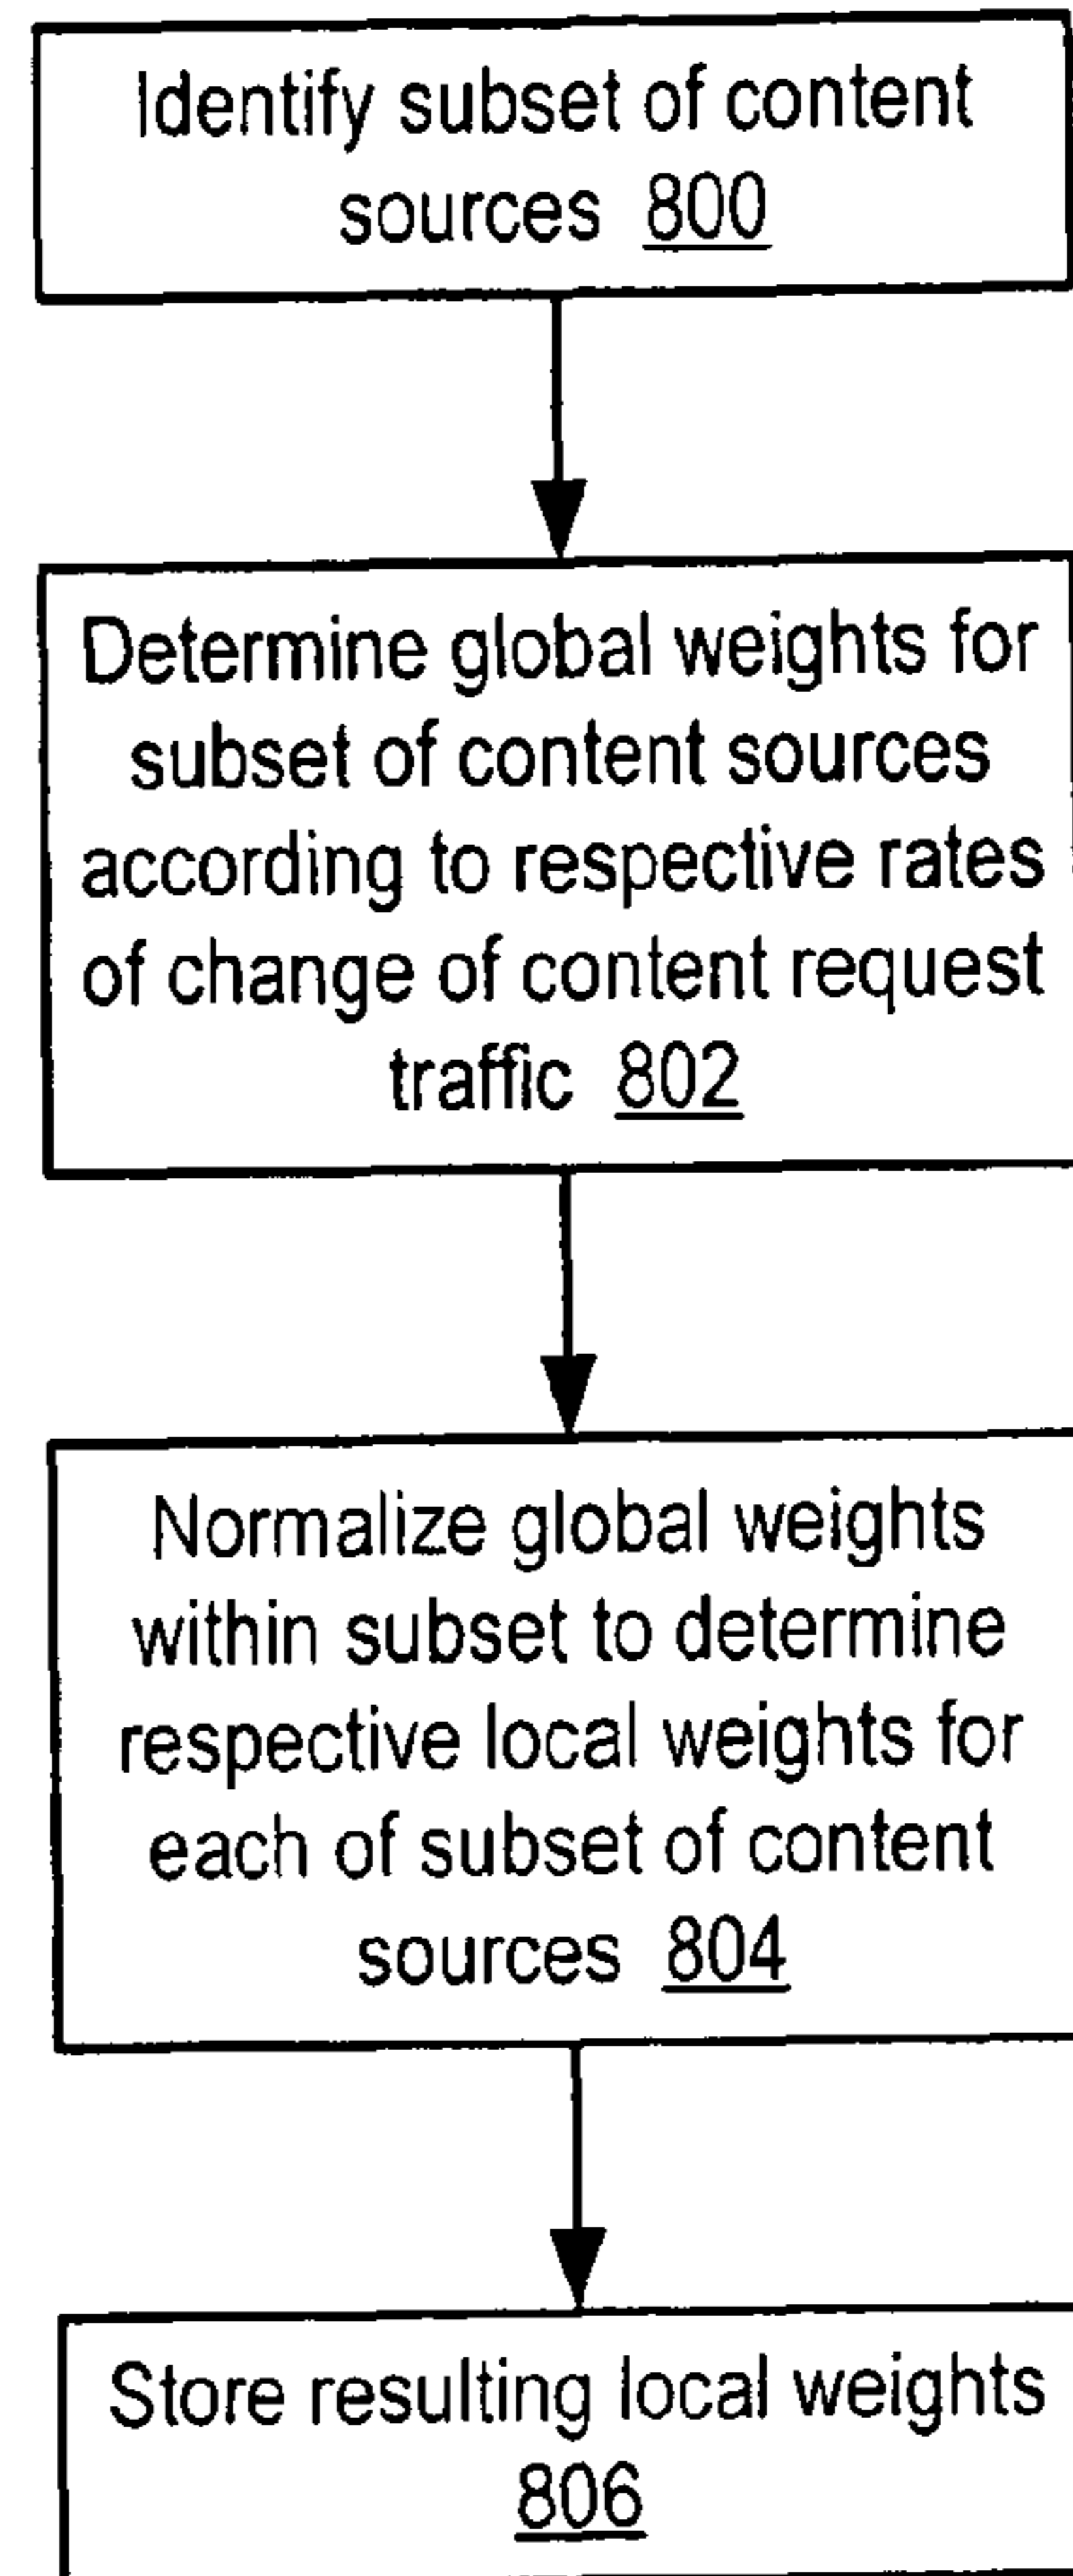 Identify subset of content
sources 800
Determine global weights for
subset of content sources
according to respective rates
of change of content request
traffic 802
Normalize global weights
within subset to determine
respective local weights for
each of subset of content
sources 804
Store resulting local weights
806